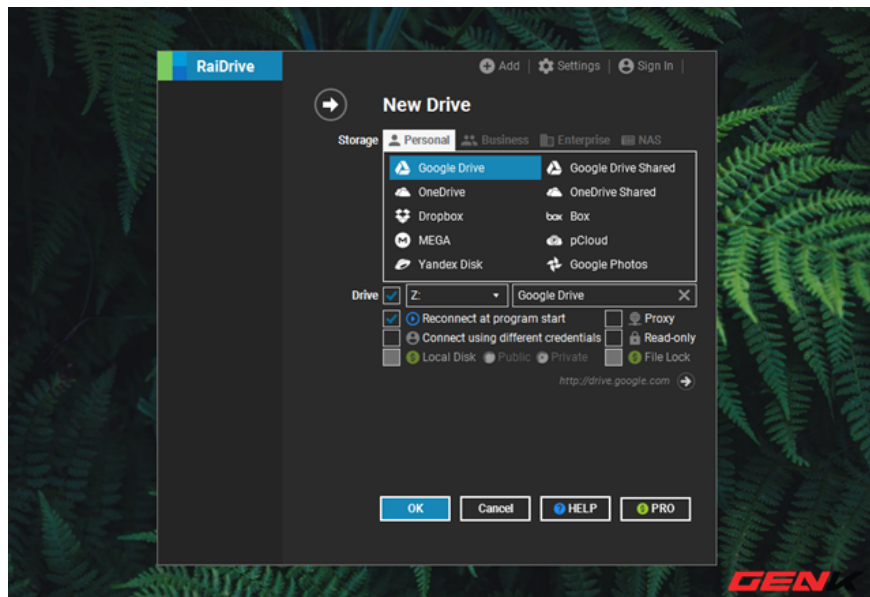 RaiDrive
Add | Settings | Sign In |
New Drive
Storage Personal Business Enterprise NAS
Google Drive Google Drive Shared
OneDrive OneDrive Shared
Dropbox box Box
MEGA pCloud
Yandex Disk Google Photos
Drive Z: Google Drive
Reconnect at program start Proxy
Connect using different credentials Read-only
Local Disk Public Private File Lock
http://drive.google.com
OK Cancel ? HELP $ PRO
GENK